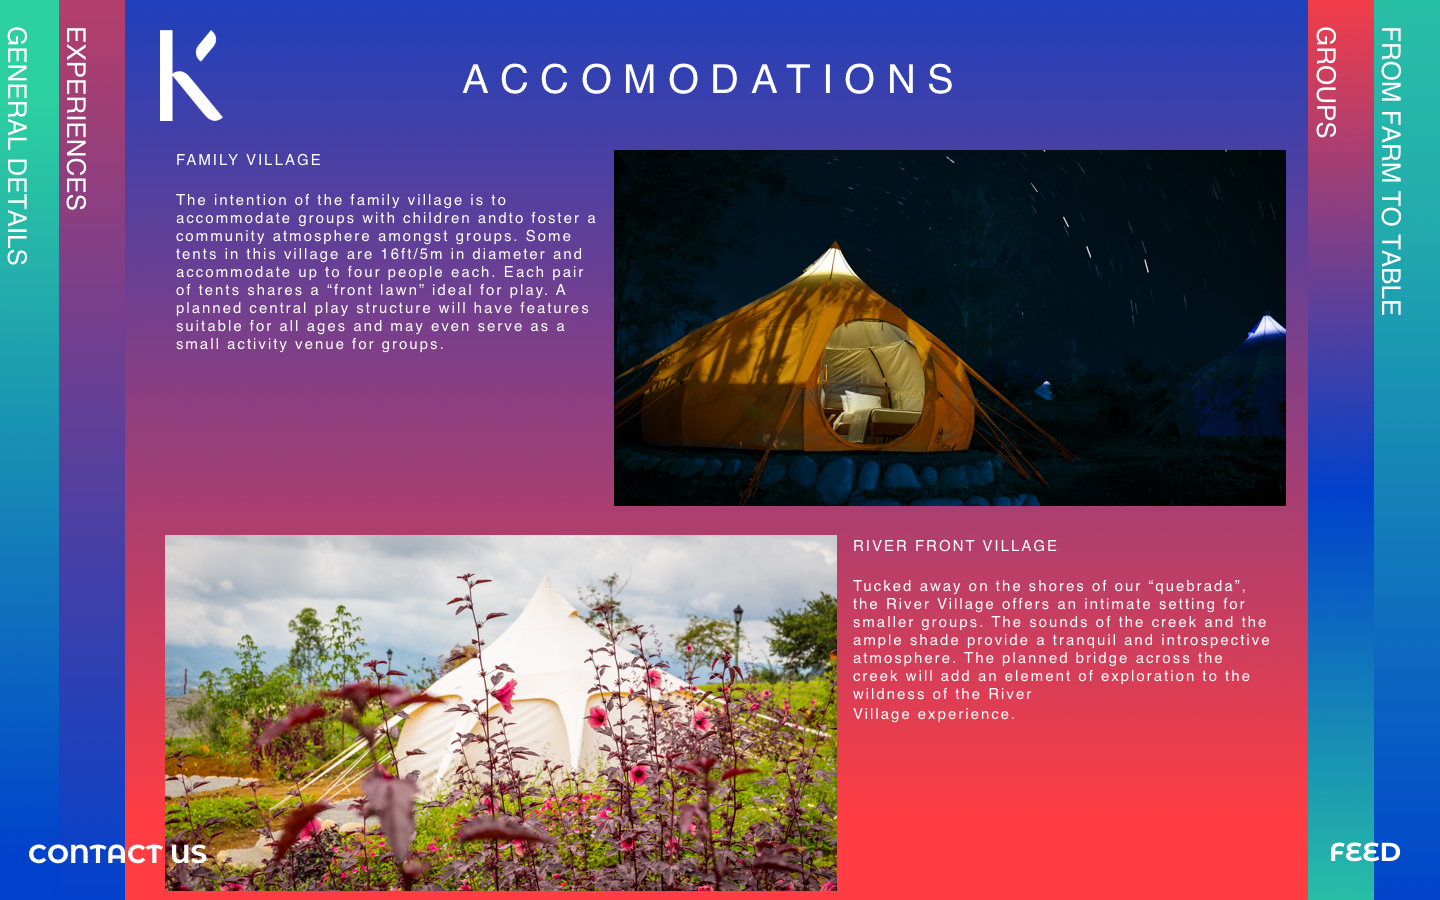 GENERAL DETAILS
EXPERIENCES
K
ACCOMODATIONS
GROUPS
FROM FARM TO TABLE
FAMILY VILLAGE
The intention of the family village is to
accommodate groups with children andto foster a
community atmosphere amongst groups. Some
tents in this village are 16ft/5m in diameter and
accommodate up to four people each. Each pair
of tents shares a “front lawn” ideal for play. A
planned central play structure will have features
suitable for all ages and may even serve as a
small activity venue for groups.
RIVER FRONT VILLAGE
Tucked away on the shores of our “quebrada”,
the River Village offers an intimate setting for
smaller groups. The sounds of the creek and the
ample shade provide a tranquil and introspective
atmosphere. The planned bridge across the
creek will add an element of exploration to the
wildness of the River
Village experience.
CONTACT US
FEED